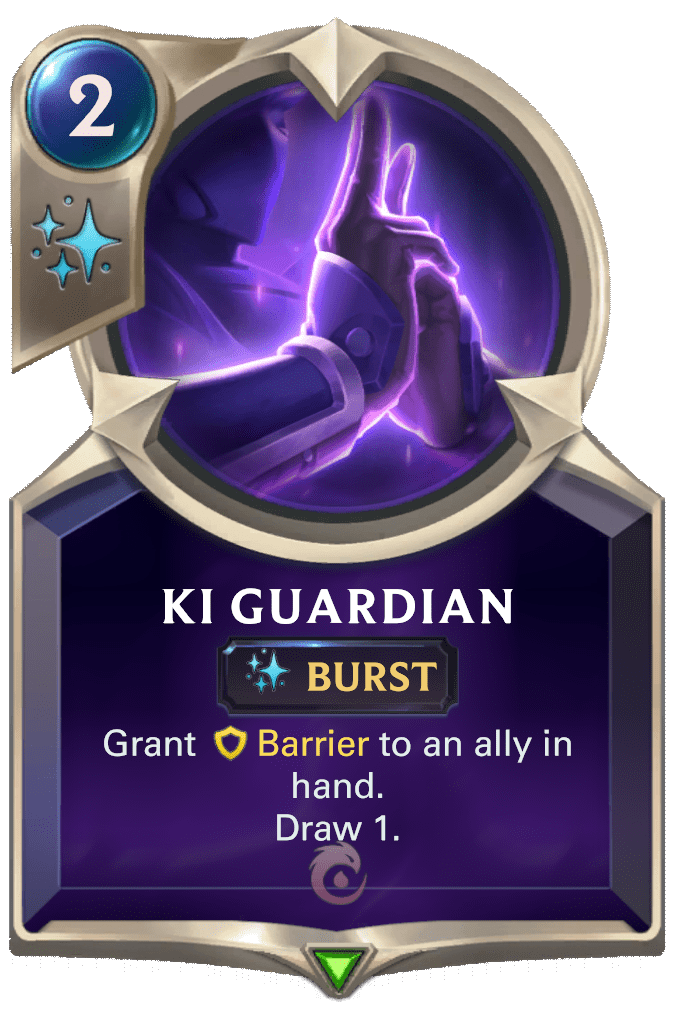 2
KI GUARDIAN
BURST
Grant Barrier to an ally in
hand.
Draw 1.